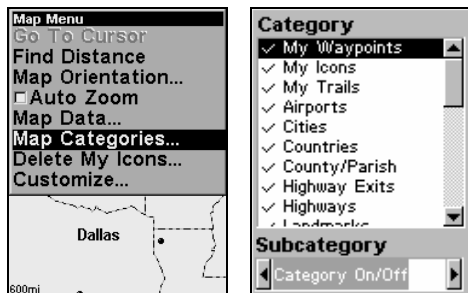 Map Menu
Go To Cursor
Find Distance
Map Orientation...
Auto Zoom
Map Data...
Map Categories...
Delete My Icons...
Customize...
Dallas
600mi
Category
My Waypoints
My Icons
My Trails
Airports
Cities
Countries
County/Parish
Highway Exits
Highways
Landmarks
Subcategory
Category On/Off